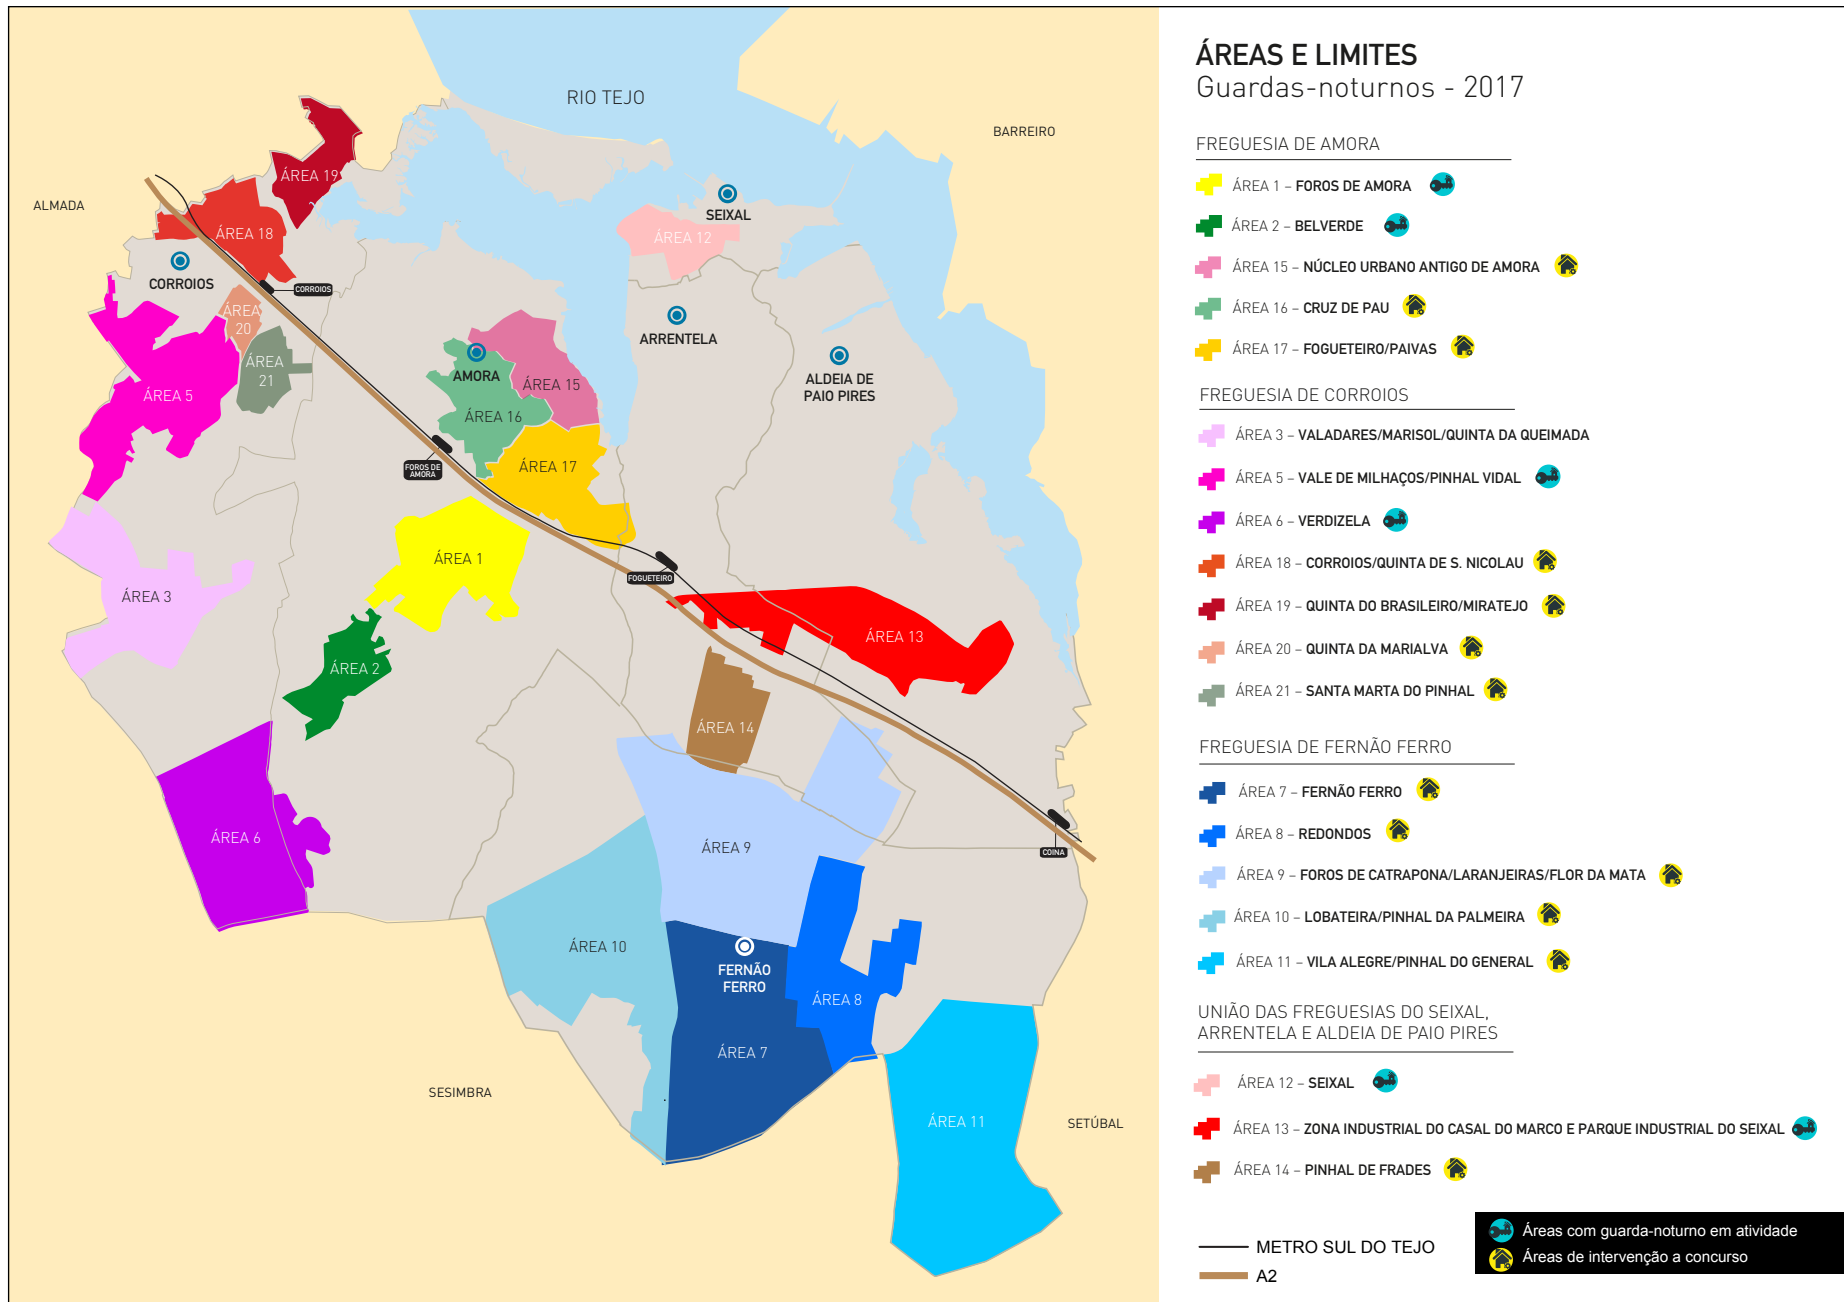 RIO TEJO
BARREIRO
ALMADA
ÁREA 19
SEIXAL
ÁREA 18
ÁREA 12
CORROIOS
CORROIOS
ÁREA
20
ARRENTELA
ÁREA
21
AMORA
ÁREA 15
ALDEIA DE
PAIO PIRES
ÁREA 5
ÁREA 16
FOROS DE
AMORA
ÁREA 17
ÁREA 1
FOGUETEIRO
ÁREA 3
ÁREA 13
ÁREA 2
ÁREA 14
ÁREA 6
ÁREA 9
COINA
ÁREA 10
FERNÃO
FERRO
ÁREA 8
ÁREA 7
SESIMBRA
ÁREA 11
SETÚBAL
ÁREAS E LIMITES
Guardas-noturnos - 2017
FREGUESIA DE AMORA
ÁREA 1 – FOROS DE AMORA
ÁREA 2 – BELVERDE
ÁREA 15 – NÚCLEO URBANO ANTIGO DE AMORA
ÁREA 16 – CRUZ DE PAU
ÁREA 17 – FOGUETEIRO/PAIVAS
FREGUESIA DE CORROIOS
ÁREA 3 – VALADARES/MARISOL/QUINTA DA QUEIMADA
ÁREA 5 – VALE DE MILHAÇOS/PINHAL VIDAL
ÁREA 6 – VERDIZELA
ÁREA 18 – CORROIOS/QUINTA DE S. NICOLAU
ÁREA 19 – QUINTA DO BRASILEIRO/MIRATEJO
ÁREA 20 – QUINTA DA MARIALVA
ÁREA 21 – SANTA MARTA DO PINHAL
FREGUESIA DE FERNÃO FERRO
ÁREA 7 – FERNÃO FERRO
ÁREA 8 – REDONDOS
ÁREA 9 – FOROS DE CATRAPONA/LARANJEIRAS/FLOR DA MATA
ÁREA 10 – LOBATEIRA/PINHAL DA PALMEIRA
ÁREA 11 – VILA ALEGRE/PINHAL DO GENERAL
UNIÃO DAS FREGUESIAS DO SEIXAL,
ARRENTELA E ALDEIA DE PAIO PIRES
ÁREA 12 – SEIXAL
ÁREA 13 – ZONA INDUSTRIAL DO CASAL DO MARCO E PARQUE INDUSTRIAL DO SEIXAL
ÁREA 14 – PINHAL DE FRADES
METRO SUL DO TEJO
A2
Áreas com guarda-noturno em atividade
Áreas de intervenção a concurso